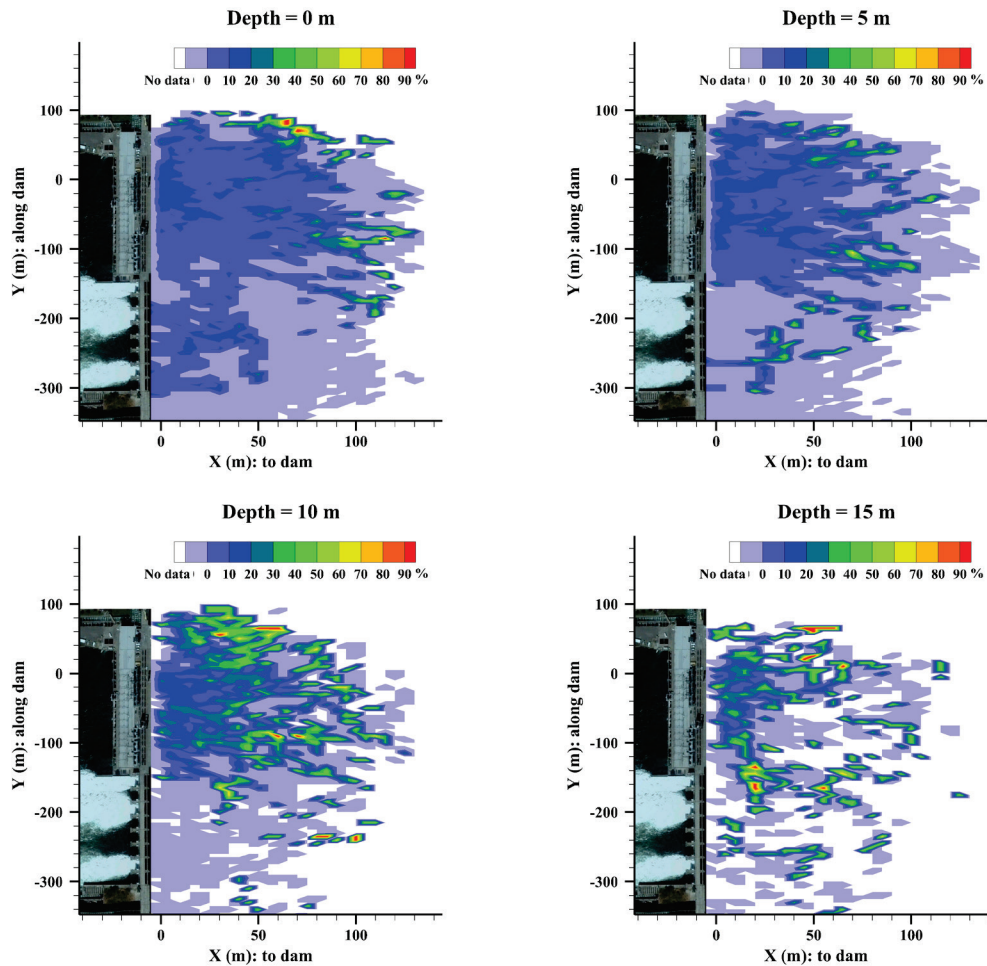 Depth = 0 m
No data 0 10 20 30 40 50 60 70 80 90 %
100
0
-100
-200
-300
Y (m): along dam
0 50 100
X (m): to dam
Depth = 5 m
No data 0 10 20 30 40 50 60 70 80 90 %
100
0
-100
-200
-300
Y (m): along dam
0 50 100
X (m): to dam
Depth = 10 m
No data 0 10 20 30 40 50 60 70 80 90 %
100
0
-100
-200
-300
Y (m): along dam
0 50 100
X (m): to dam
Depth = 15 m
No data 0 10 20 30 40 50 60 70 80 90 %
100
0
-100
-200
-300
Y (m): along dam
0 50 100
X (m): to dam